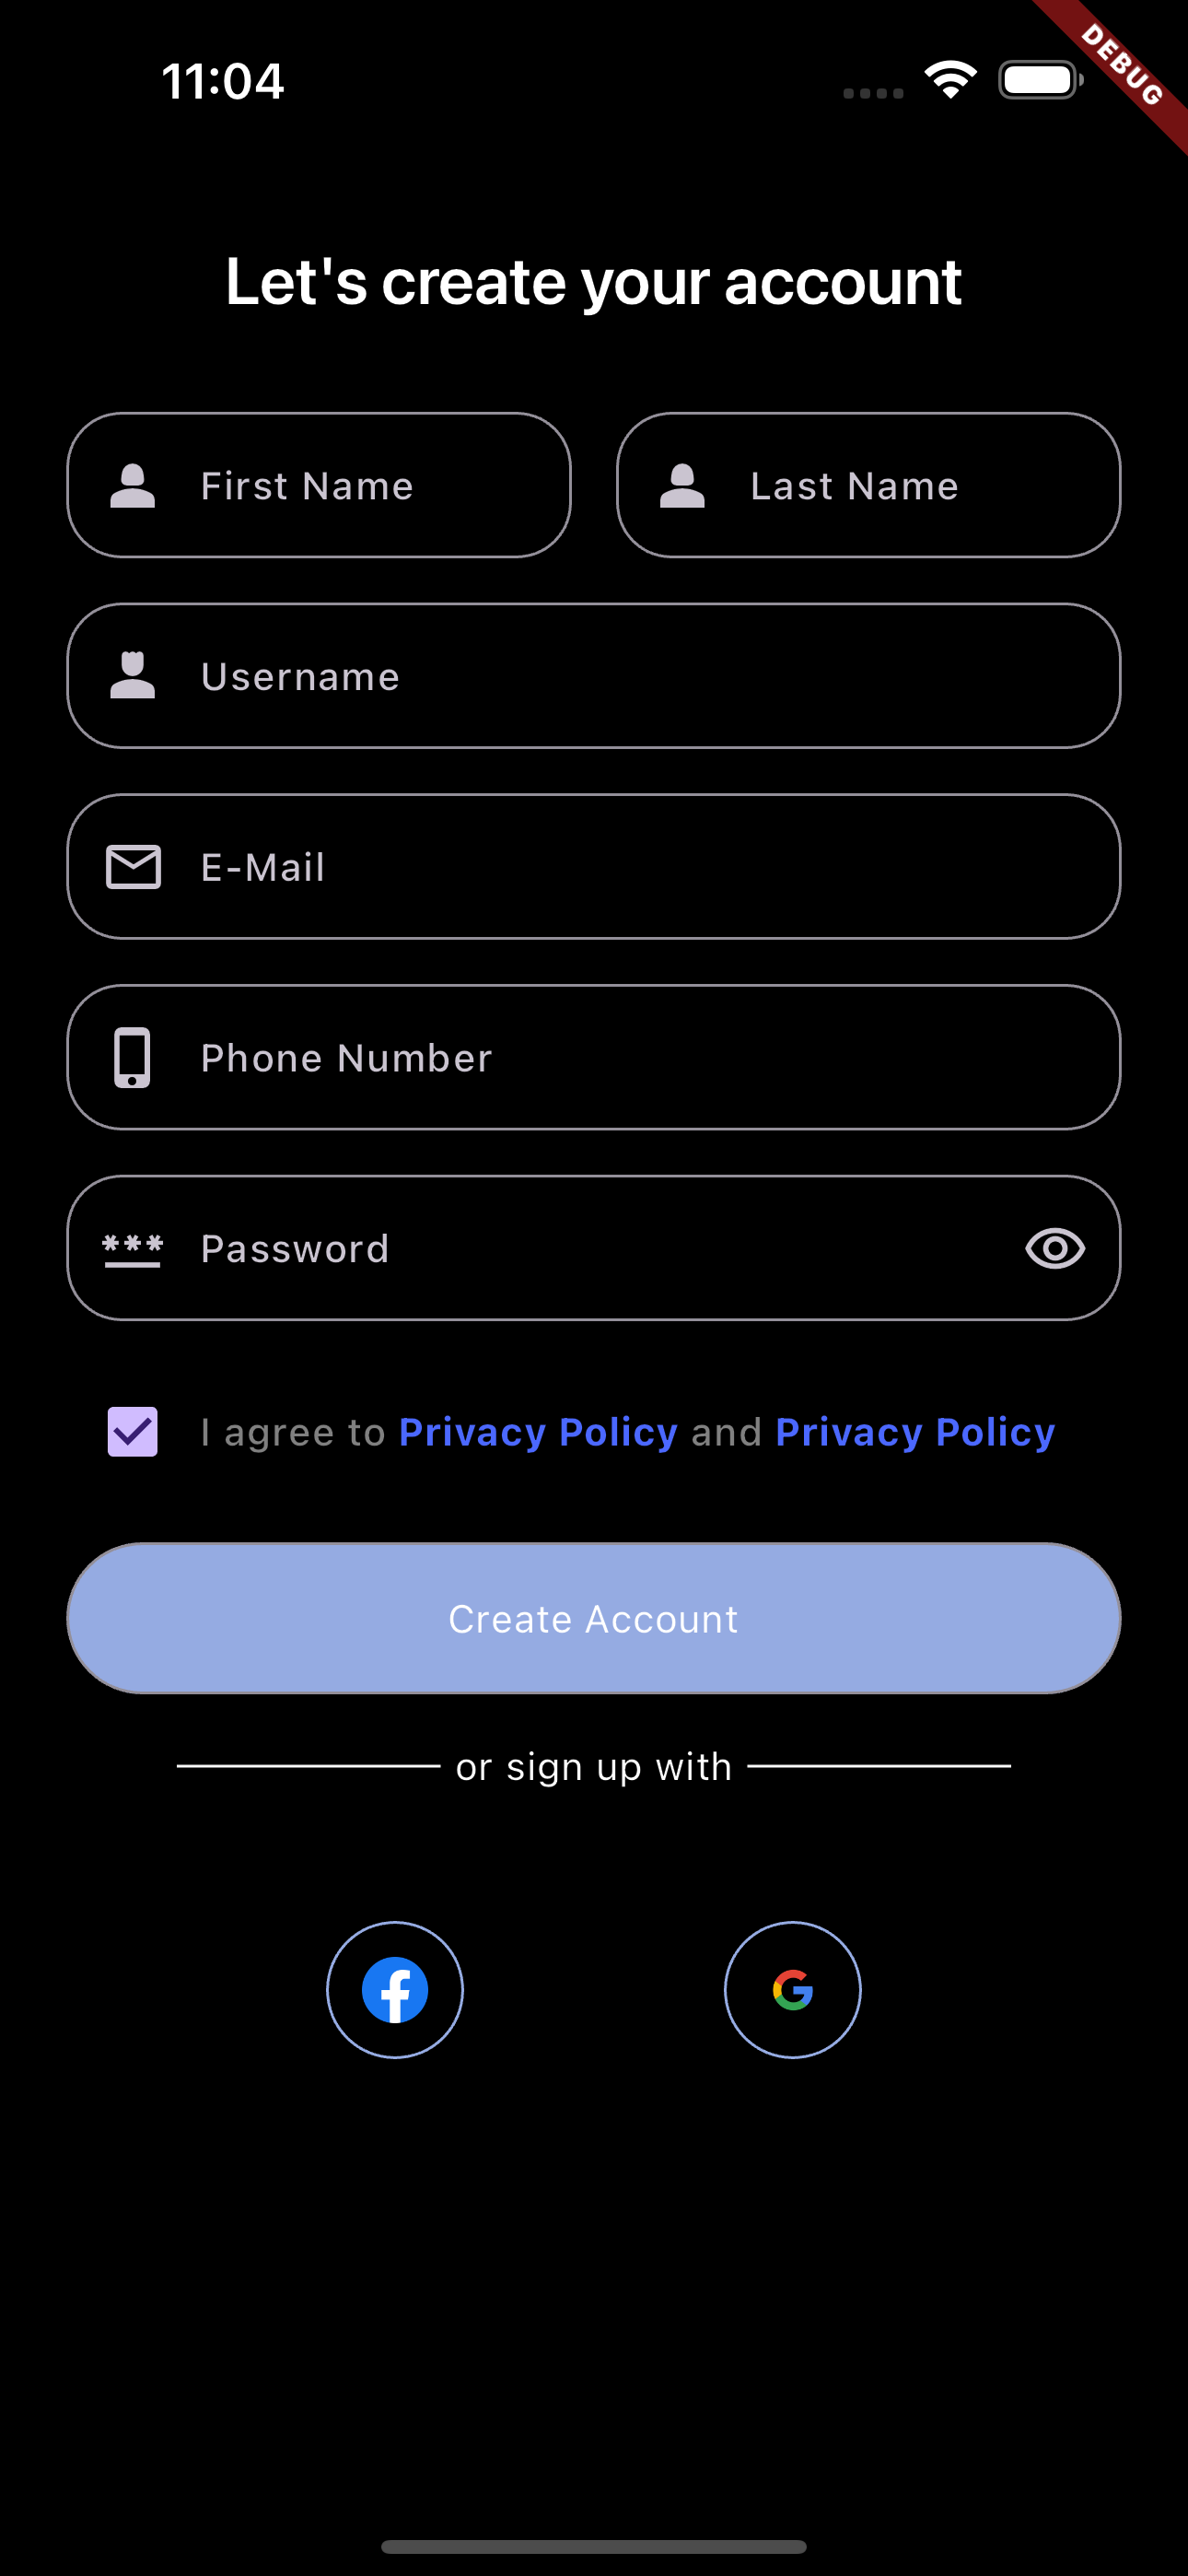 11:04
DEBUG
Let's create your account
First Name
Last Name
Username
E-Mail
Phone Number
*** Password
I agree to Privacy Policy and Privacy Policy
Create Account
or sign up with